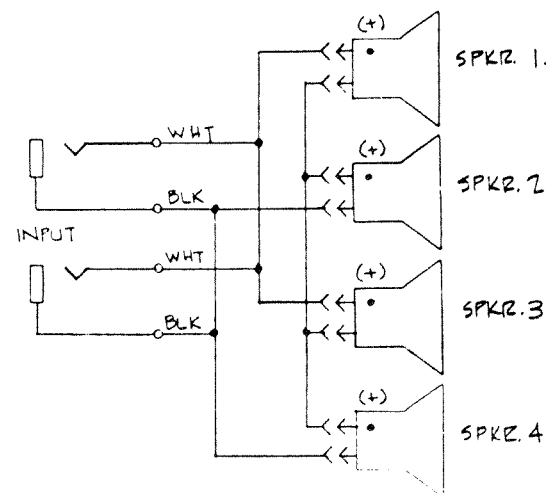 (+)
SPKR. 1.
WHT
(+)
SPKR. 2
BLK
INPUT
WHT
(+)
SPKR. 3
BLK
(+)
SPKR. 4